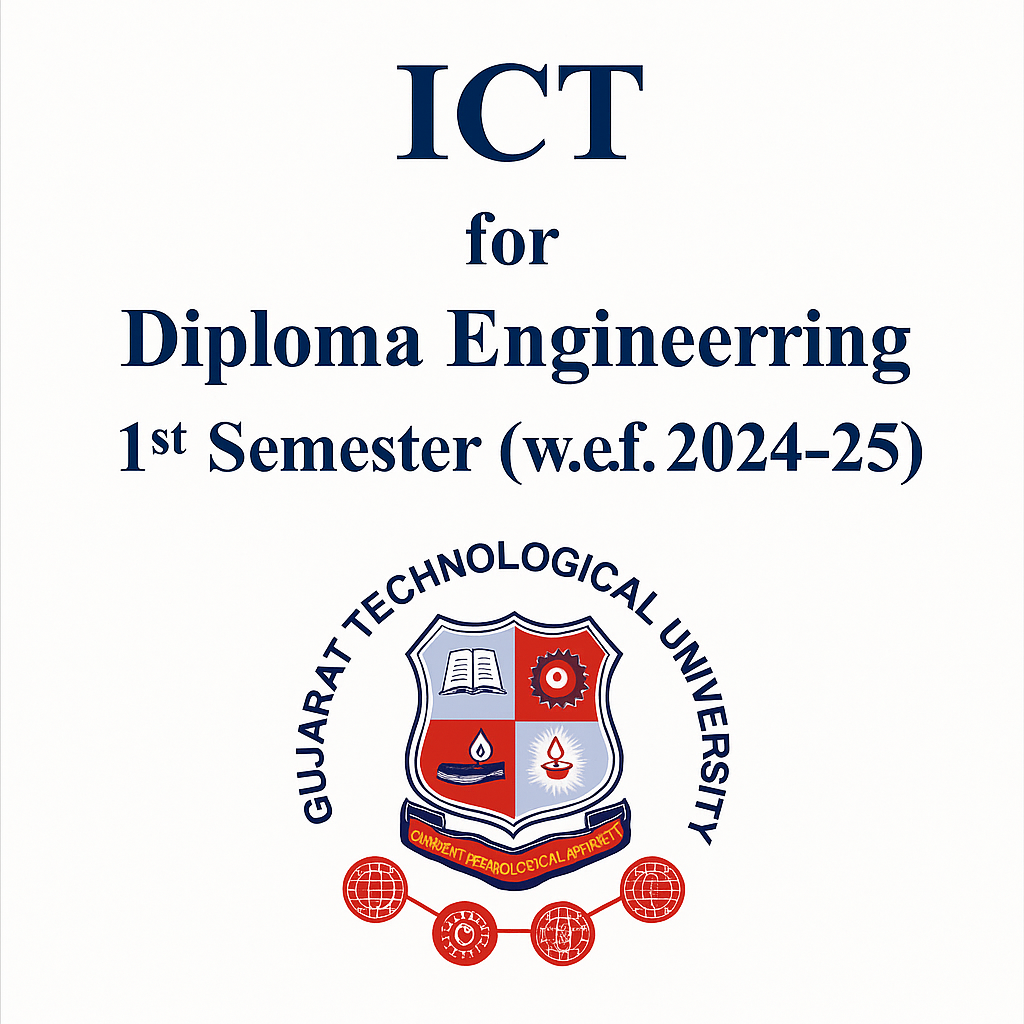 ICT
for
Diploma Engineerring
1st Semester (w.e.f. 2024-25)
GUJARAT TECHNOLOGICAL UNIVERSITY